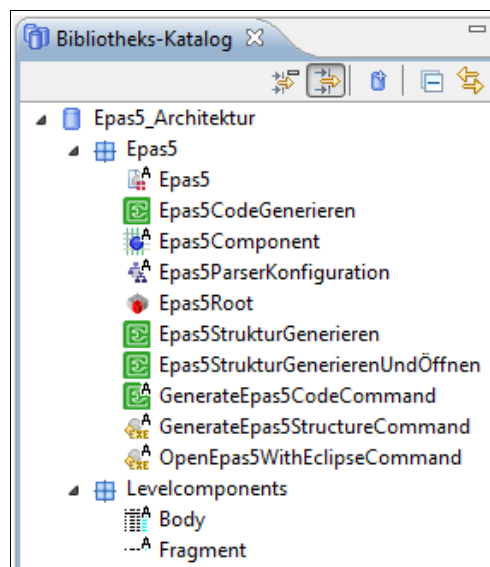 Bibliotheks-Katalog
Epas5_Architektur
Epas5
Epas5
Epas5CodeGenerieren
Epas5Component
Epas5ParserKonfiguration
Epas5Root
Epas5StrukturGenerieren
Epas5StrukturGenerierenUndÖffnen
GenerateEpas5CodeCommand
GenerateEpas5StructureCommand
OpenEpas5WithEclipseCommand
Levelcomponents
Body
Fragment